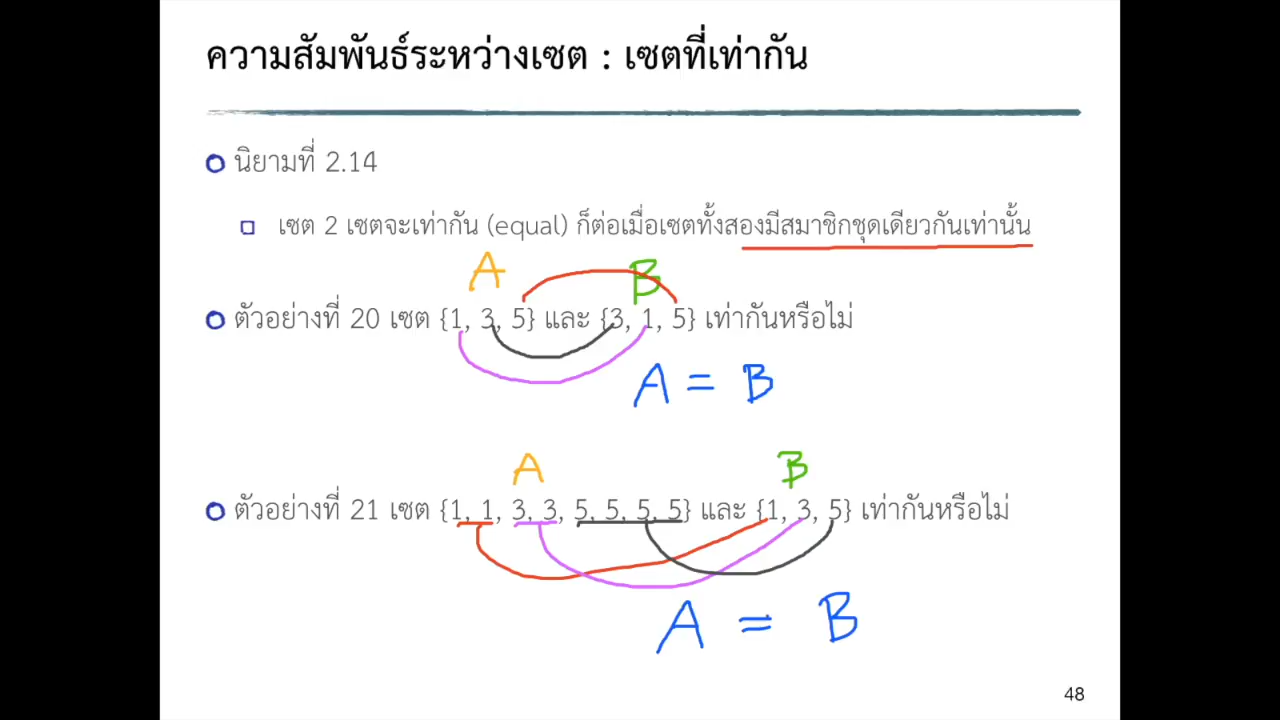 ความสัมพันธ์ระหว่างเซต : เซตที่เท่ากัน
นิยามที่ 2.14
เซต 2 เซตจะเท่ากัน (equal) ก็ต่อเมื่อเซตทั้งสองมีสมาชิกชุดเดียวกันเท่านั้น
A B
ตัวอย่างที่ 20 เซต {1, 3, 5} และ {3, 1, 5} เท่ากันหรือไม่
A = B
A B
ตัวอย่างที่ 21 เซต {1, 1, 3, 3, 5, 5, 5, 5} และ {1, 3, 5} เท่ากันหรือไม่
A = B
48